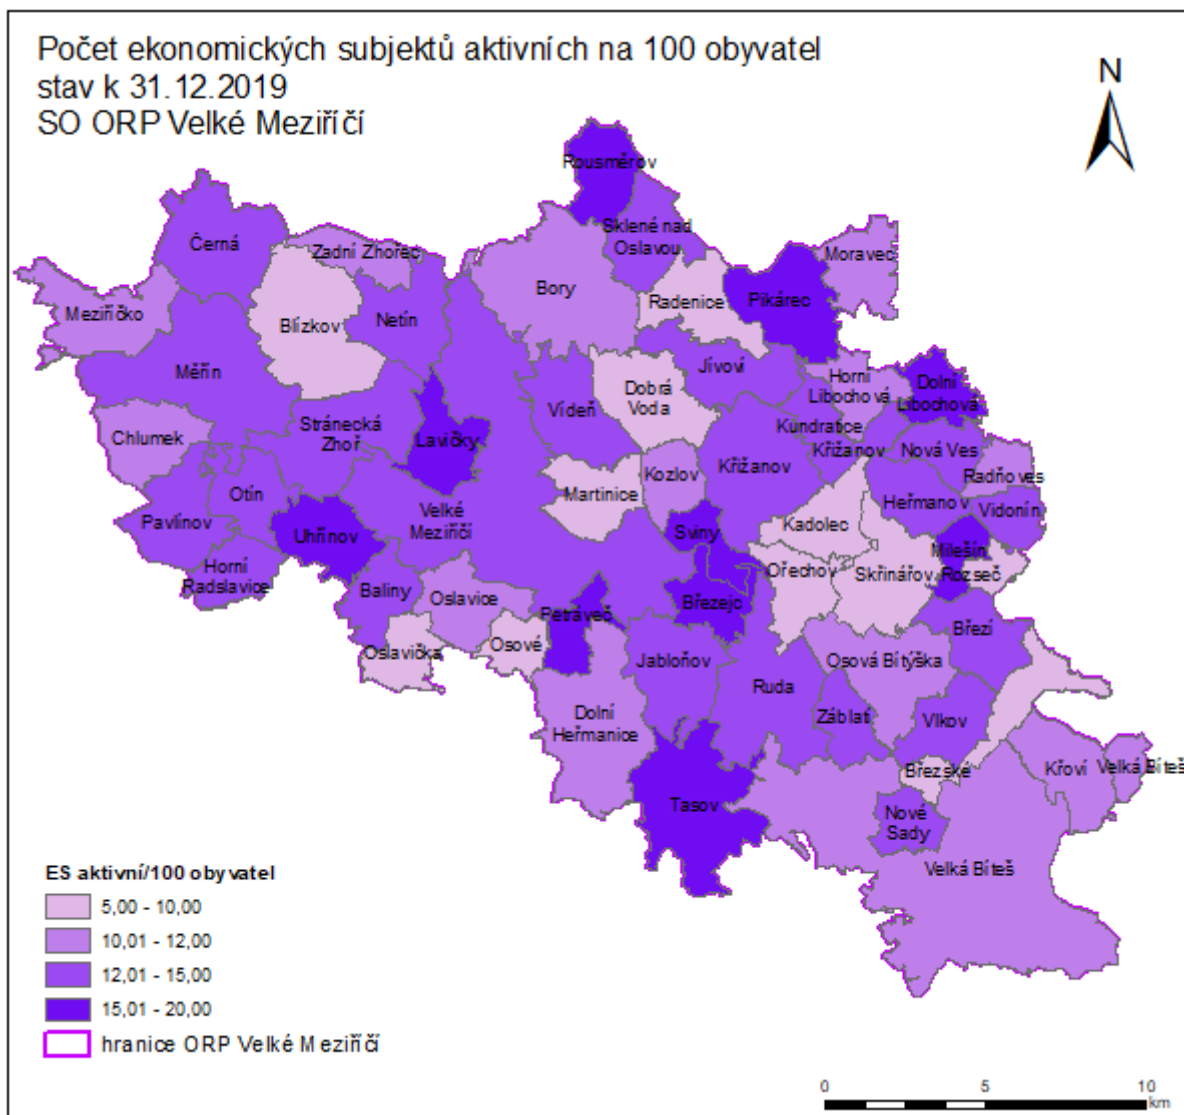 Počet ekonomických subjektů aktivních na 100 obyvatel
stav k 31.12.2019
SO ORP Velké Meziříčí
N
Rousměrov
Sklené nad
Oslavou
Černá
Zadní Zhořec
Moravec
Bory
Radenice
Pikárec
Meziříčko
Blízkov
Netín
Měřín
Jívoví
Horní
Libochová
Dolní
Libochová
Dobrá
Voda
Vídeň
Stránecká
Zhoř
Lavičky
Chlumek
Kundratice
Křižanov
Nová Ves
Křižanov
Kozlov
Radňoves
Martinice
Otín
Pavlínov
Velké
Meziříčí
Heřmanov
Vidonín
Kadolec
Uhřínov
Sviny
Milešín
Rozseč
Horní
Radslavice
Ořechov
Skřinářov
Baliny
Oslavice
Březejc
Petráveč
Březí
Oslavička
Osové
Jabloňov
Osová Bítýška
Ruda
Dolní
Heřmanice
Záblatí
Vlkov
Březské
Křoví
Velká Bíteš
Tasov
Nové
Sady
Velká Bíteš
ES aktivní/100 obyvatel
5,00 - 10,00
10,01 - 12,00
12,01 - 15,00
15,01 - 20,00
hranice ORP Velké Meziříčí
0 5 10
km